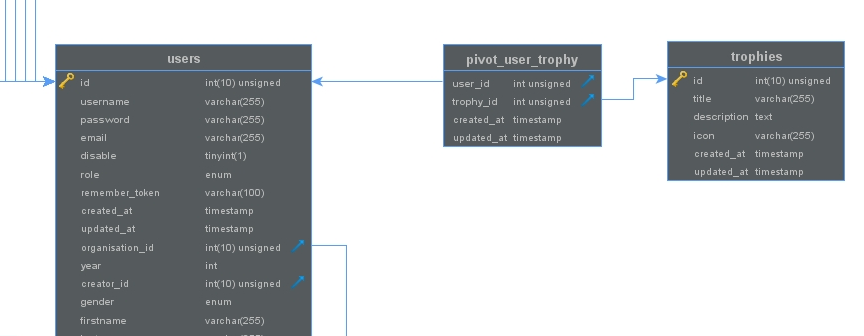 users
id int(10) unsigned
username varchar(255)
password varchar(255)
email varchar(255)
disable tinyint(1)
role enum
remember_token varchar(100)
created_at timestamp
updated_at timestamp
organisation_id int(10) unsigned
year int
creator_id int(10) unsigned
gender enum
firstname varchar(255)
pivot_user_trophy
user_id int unsigned
trophy_id int unsigned
created_at timestamp
updated_at timestamp
trophies
id int(10) unsigned
title varchar(255)
description text
icon varchar(255)
created_at timestamp
updated_at timestamp